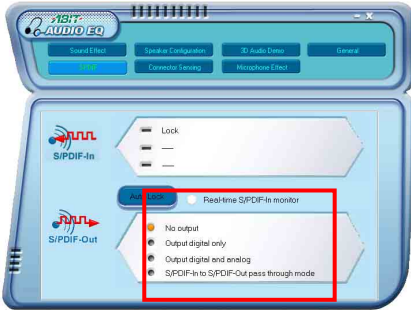 ABIT
AUDIO EQ
Sound Effect
Speaker Configuration
3D Audio Demo
General
S/PDIF
Connector Sensing
Microphone Effect
S/PDIF-In
Lock
Auto Lock
Real-time S/PDIF-In monitor
S/PDIF-Out
No output
Output digital only
Output digital and analog
S/PDIF-In to S/PDIF-Out pass through mode